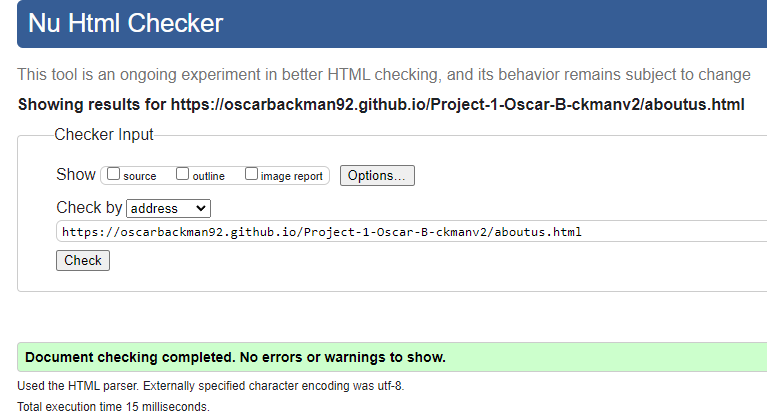 Nu Html Checker
This tool is an ongoing experiment in better HTML checking, and its behavior remains subject to change
Showing results for https://oscarbackman92.github.io/Project-1-Oscar-B-ckmanv2/aboutus.html
Checker Input
Show source outline image report Options...
Check by address
https://oscarbackman92.github.io/Project-1-Oscar-B-ckmanv2/aboutus.html
Check
Document checking completed. No errors or warnings to show.
Used the HTML parser. Externally specified character encoding was utf-8.
Total execution time 15 milliseconds.